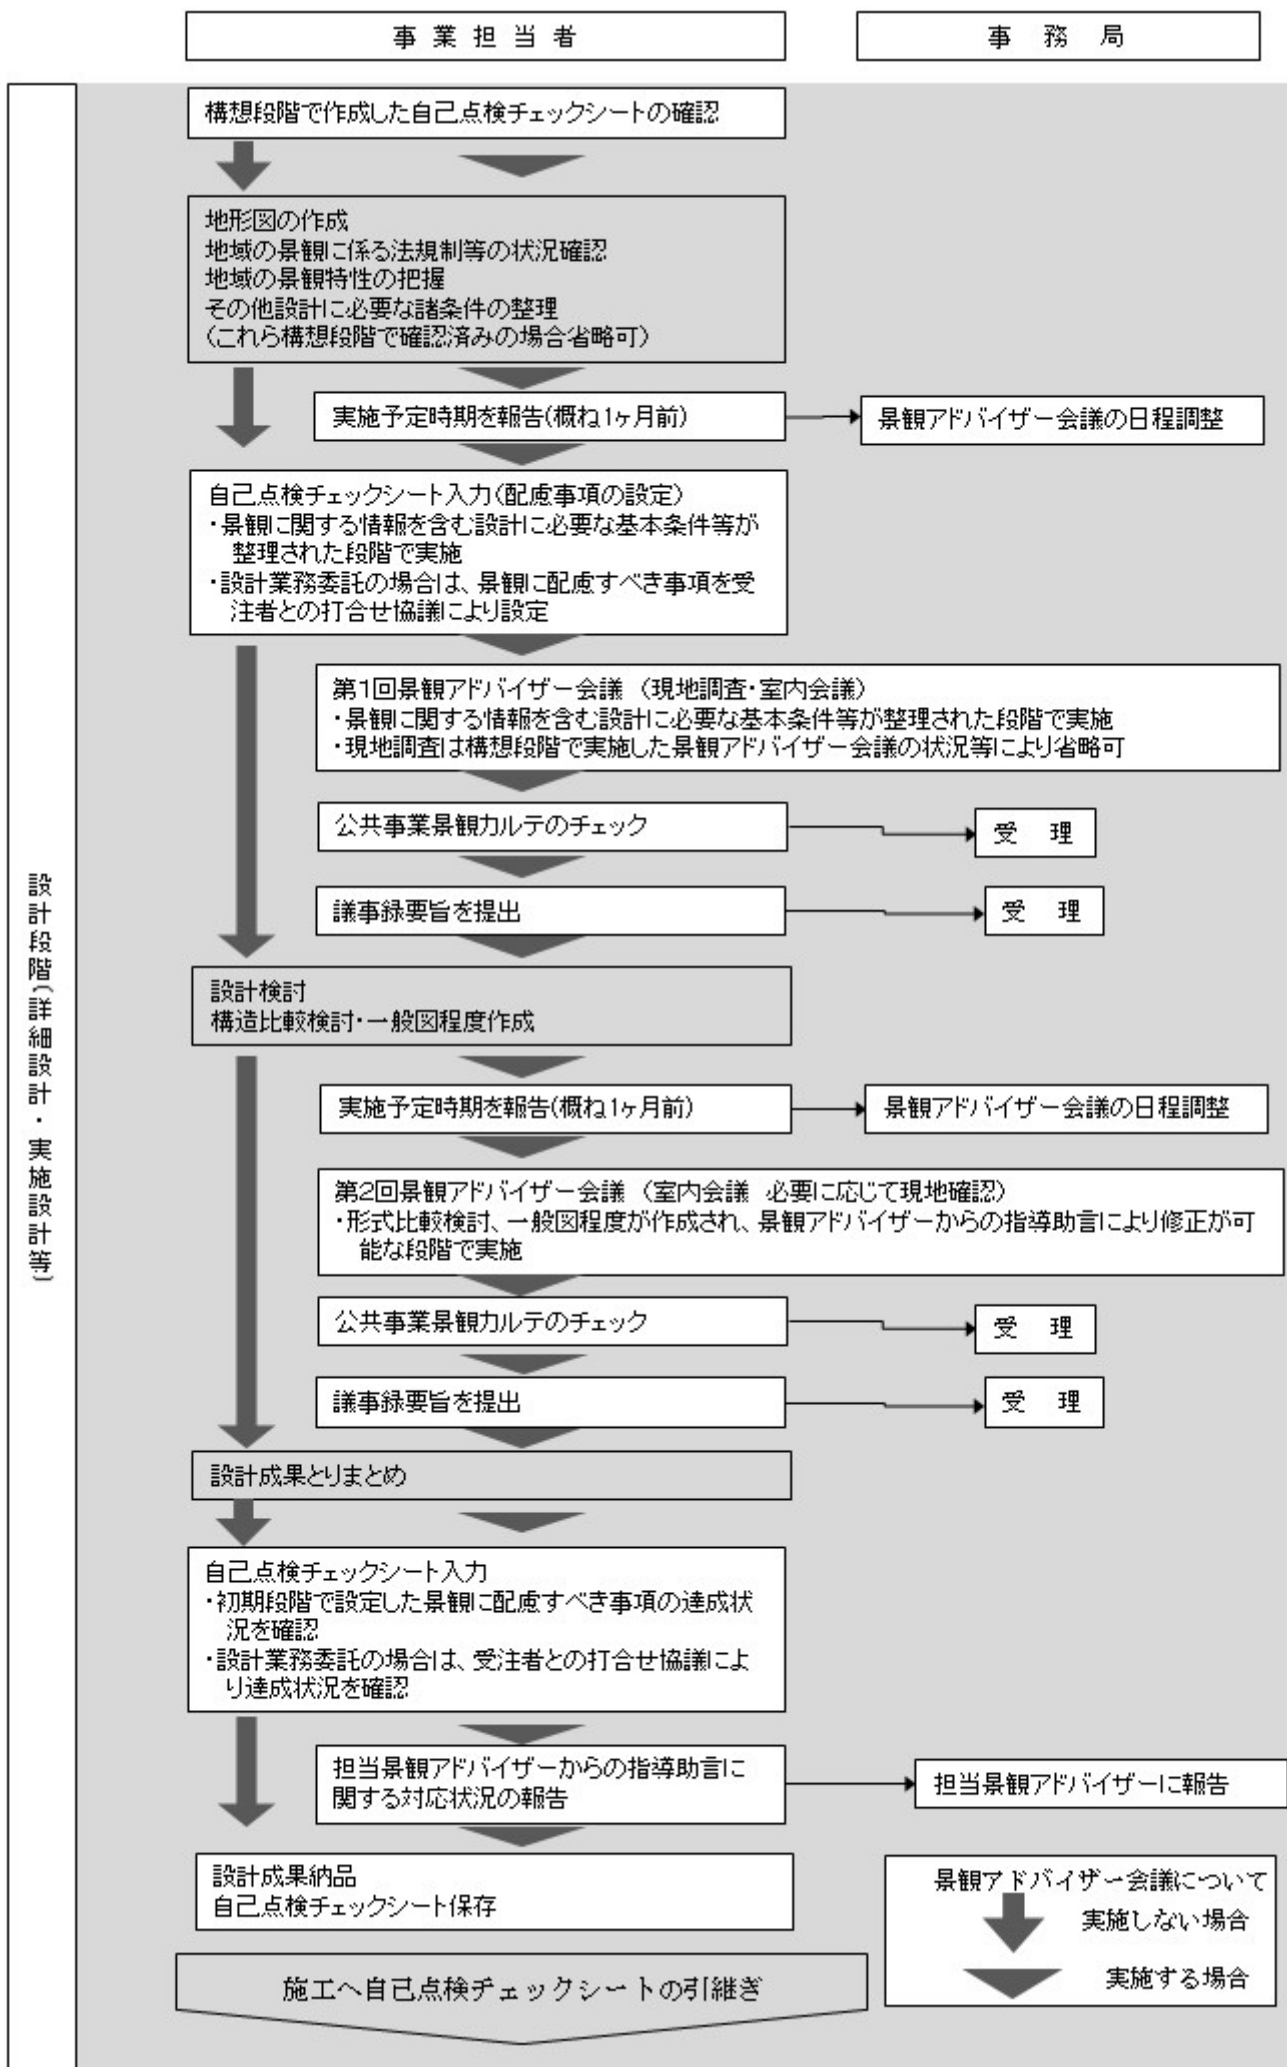 事業担当者
事務局
設計段階（詳細設計・実施設計等）
構想段階で作成した自己点検チェックシートの確認
地形図の作成
地域の景観に係る法規制等の状況確認
地域の景観特性の把握
その他設計に必要な諸条件の整理
（これら構想段階で確認済みの場合省略可）
実施予定時期を報告(概ね1ヶ月前)
景観アドバイザー会議の日程調整
自己点検チェックシート入力（配慮事項の設定）
・景観に関する情報を含む設計に必要な基本条件等が
整理された段階で実施
・設計業務委託の場合は、景観に配慮すべき事項を受
注者との打合せ協議により設定
第1回景観アドバイザー会議 （現地調査・室内会議）
・景観に関する情報を含む設計に必要な基本条件等が整理された段階で実施
・現地調査は構想段階で実施した景観アドバイザー会議の状況等により省略可
公共事業景観カルテのチェック
受 理
議事録要旨を提出
受 理
設計検討
構造比較検討・一般図程度作成
実施予定時期を報告(概ね1ヶ月前)
景観アドバイザー会議の日程調整
第2回景観アドバイザー会議 （室内会議 必要に応じて現地確認）
・形式比較検討、一般図程度が作成され、景観アドバイザーからの指導助言により修正が可
能な段階で実施
公共事業景観カルテのチェック
受 理
議事録要旨を提出
受 理
設計成果とりまとめ
自己点検チェックシート入力
・初期段階で設定した景観に配慮すべき事項の達成状
況を確認
・設計業務委託の場合は、受注者との打合せ協議によ
り達成状況を確認
担当景観アドバイザーからの指導助言に
関する対応状況の報告
担当景観アドバイザーに報告
設計成果納品
自己点検チェックシート保存
景観アドバイザー会議について
実施しない場合
実施する場合
施工へ自己点検チェックシートの引継ぎ